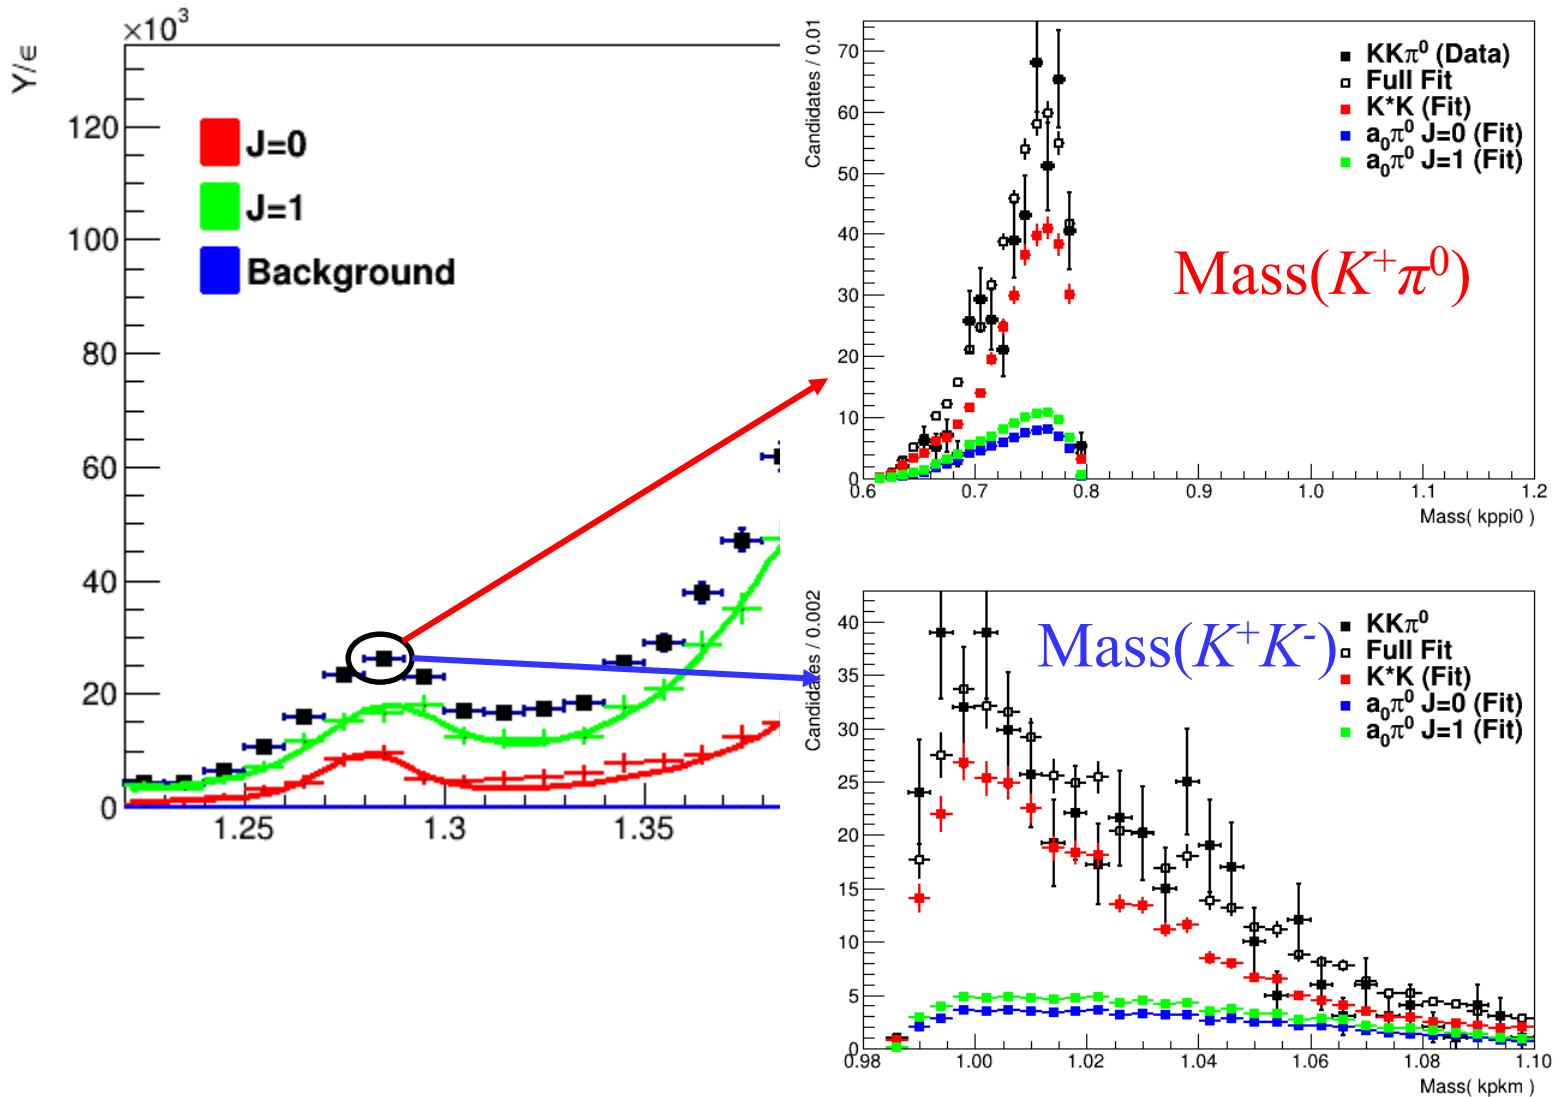 ×10³
Y/ϵ
120
100
80
60
40
20
0
1.25
1.3
1.35
J=0
J=1
Background
Candidates / 0.01
70
60
50
40
30
20
10
0
0.6
0.7
0.8
0.9
1.0
1.1
1.2
Mass( kppi0 )
KKπ⁰ (Data)
Full Fit
K*K (Fit)
a₀π⁰ J=0 (Fit)
a₀π⁰ J=1 (Fit)
Mass(K⁺π⁰)
Candidates / 0.002
40
35
30
25
20
15
10
5
0
0.98
1.00
1.02
1.04
1.06
1.08
1.10
Mass( kpkm )
Mass(K⁺K⁻)
KKπ⁰
Full Fit
K*K (Fit)
a₀π⁰ J=0 (Fit)
a₀π⁰ J=1 (Fit)